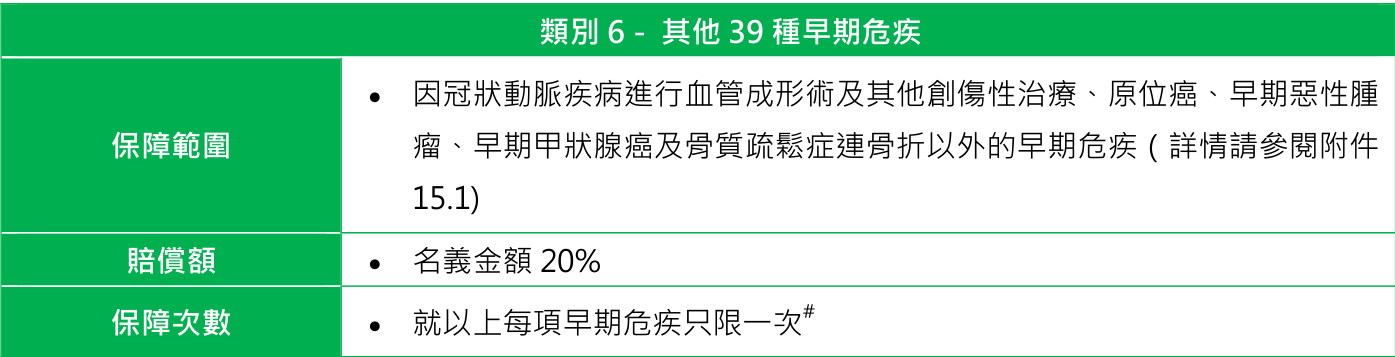 類別 6 - 其他 39 種早期危疾
保障範圍
● 因冠狀動脈疾病進行血管成形術及其他創傷性治療、原位癌、早期惡性腫
瘤、早期甲狀腺癌及骨質疏鬆症連骨折以外的早期危疾 ( 詳情請參閱附件
15.1)
賠償額
● 名義金額 20%
保障次數
● 就以上每項早期危疾只限一次#